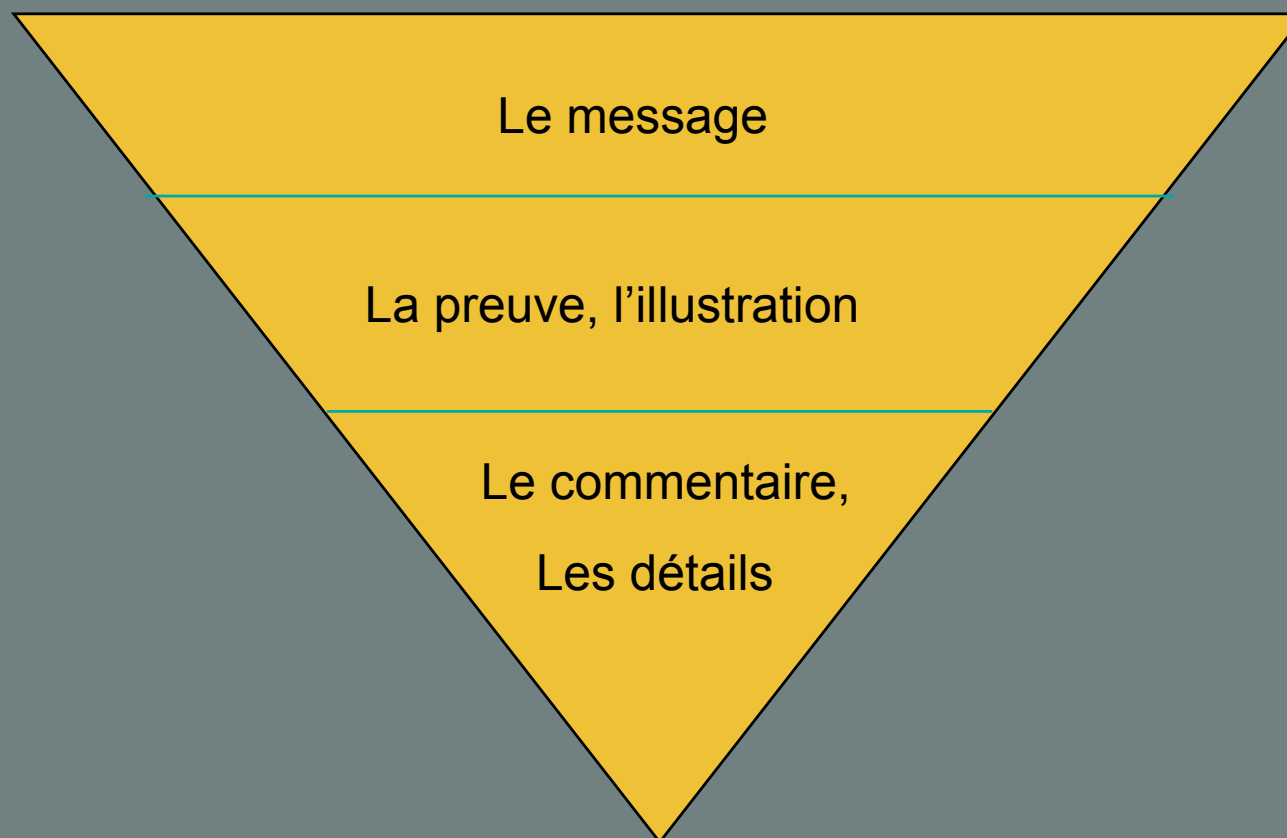 Le message
La preuve, l’illustration
Le commentaire,
Les détails